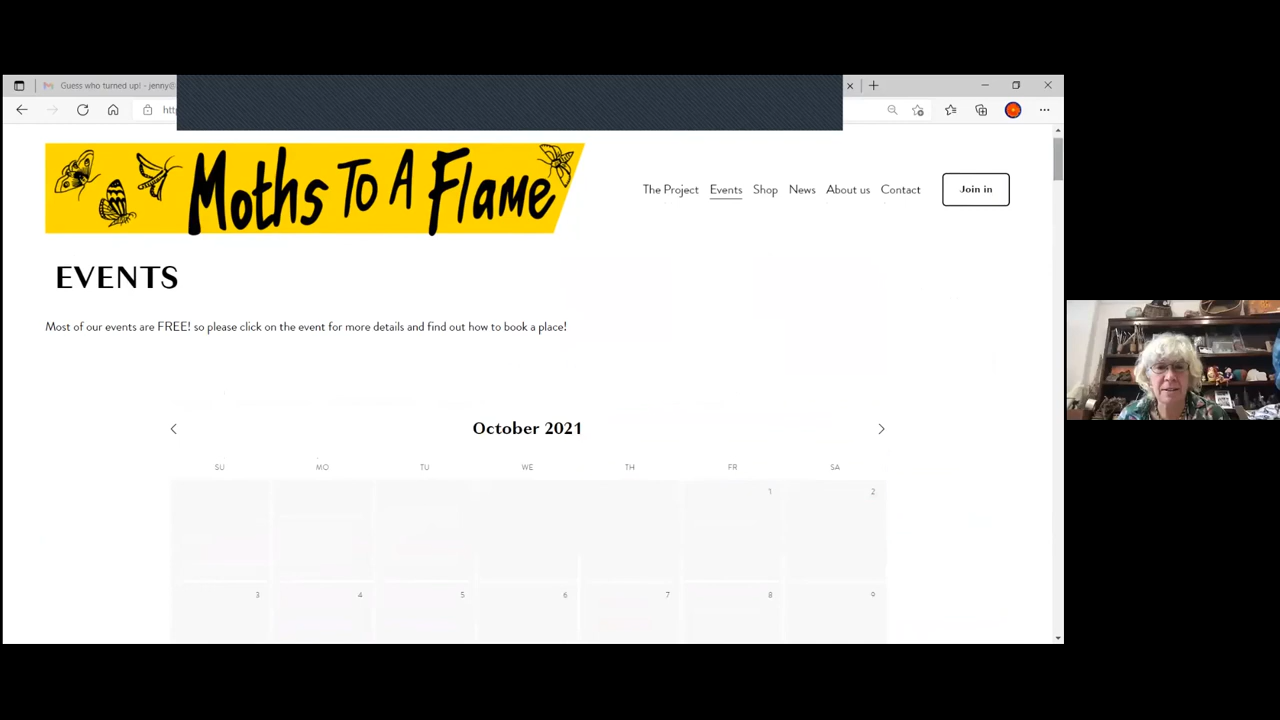 Guess who turned up! - jenny@
Moths To A Flame
The Project Events Shop News About us Contact Join in
EVENTS
Most of our events are FREE! so please click on the event for more details and find out how to book a place!
October 2021
SU MO TU WE TH FR SA
1 2
3 4 5 6 7 8 9